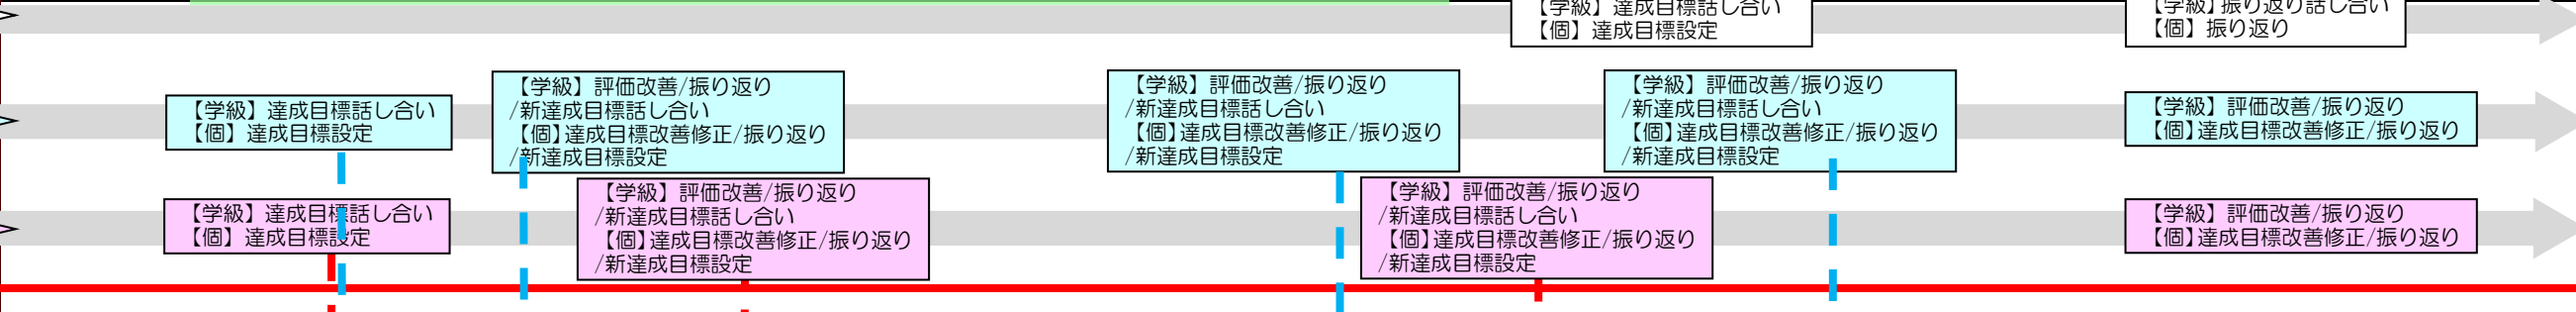 【学級】達成目標話し合い
【個】達成目標設定
【学級】振り返り話し合い
【個】振り返り
【学級】達成目標話し合い
【個】達成目標設定
【学級】評価改善/振り返り
/新達成目標話し合い
【個】達成目標改善修正/振り返り
/新達成目標設定
【学級】評価改善/振り返り
/新達成目標話し合い
【個】達成目標改善修正/振り返り
/新達成目標設定
【学級】評価改善/振り返り
/新達成目標話し合い
【個】達成目標改善修正/振り返り
/新達成目標設定
【学級】評価改善/振り返り
【個】達成目標改善修正/振り返り
【学級】達成目標話し合い
【個】達成目標設定
【学級】評価改善/振り返り
/新達成目標話し合い
【個】達成目標改善修正/振り返り
/新達成目標設定
【学級】評価改善/振り返り
/新達成目標話し合い
【個】達成目標改善修正/振り返り
/新達成目標設定
【学級】評価改善/振り返り
【個】達成目標改善修正/振り返り